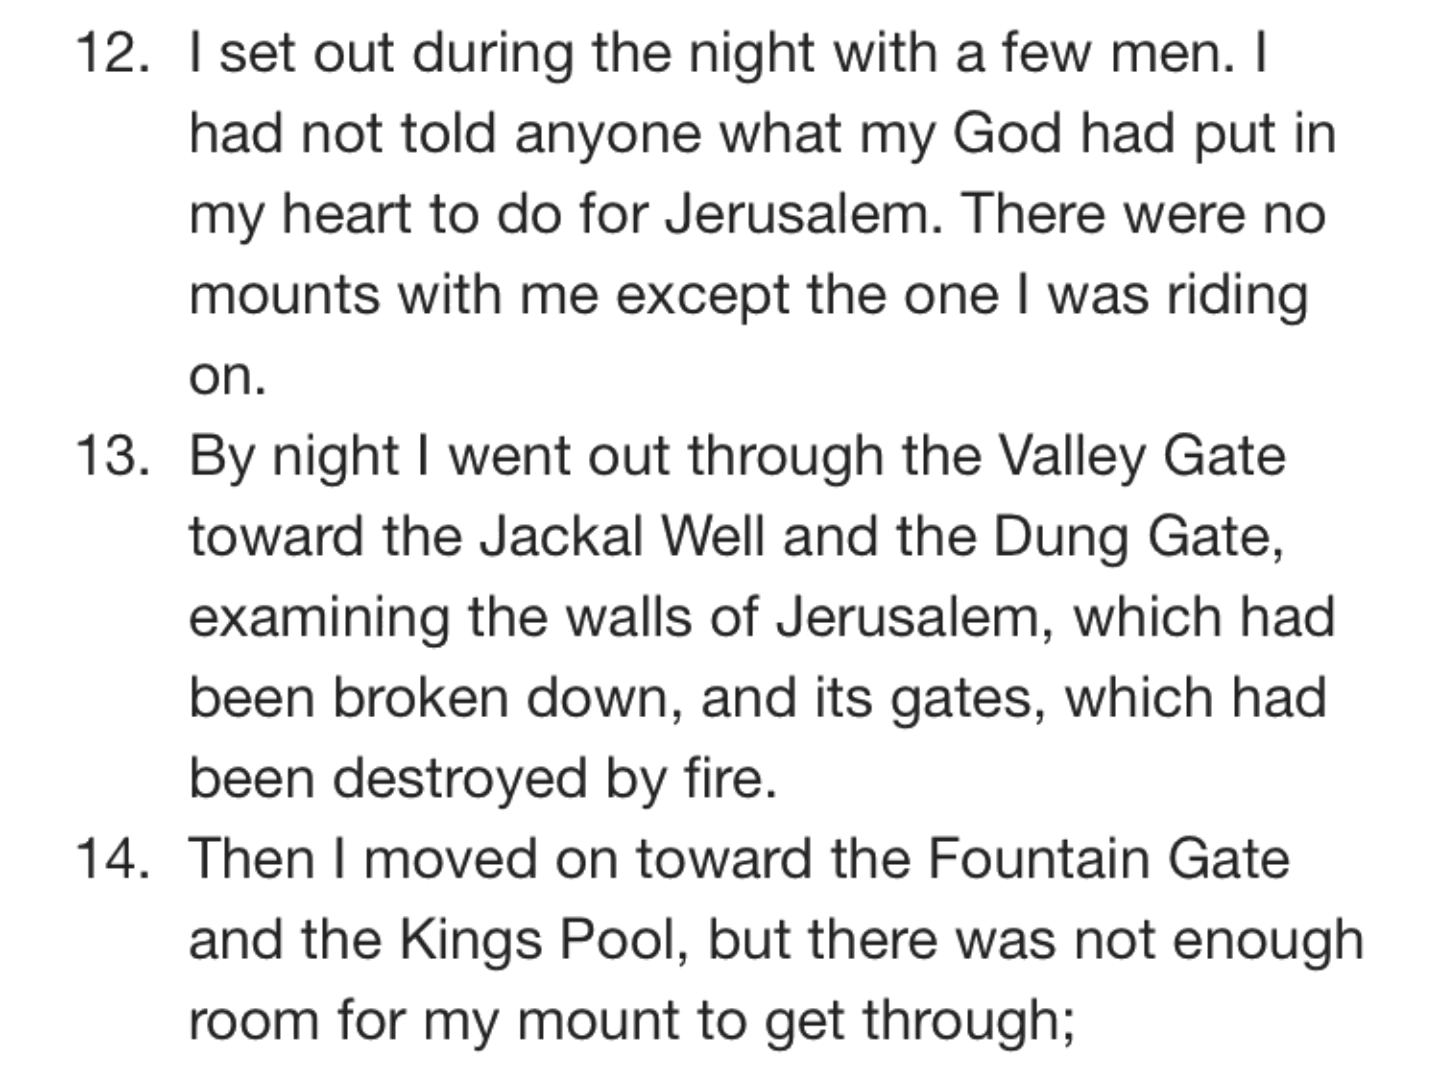 12. I set out during the night with a few men. I
had not told anyone what my God had put in
my heart to do for Jerusalem. There were no
mounts with me except the one I was riding
on.
13. By night I went out through the Valley Gate
toward the Jackal Well and the Dung Gate,
examining the walls of Jerusalem, which had
been broken down, and its gates, which had
been destroyed by fire.
14. Then I moved on toward the Fountain Gate
and the Kings Pool, but there was not enough
room for my mount to get through;